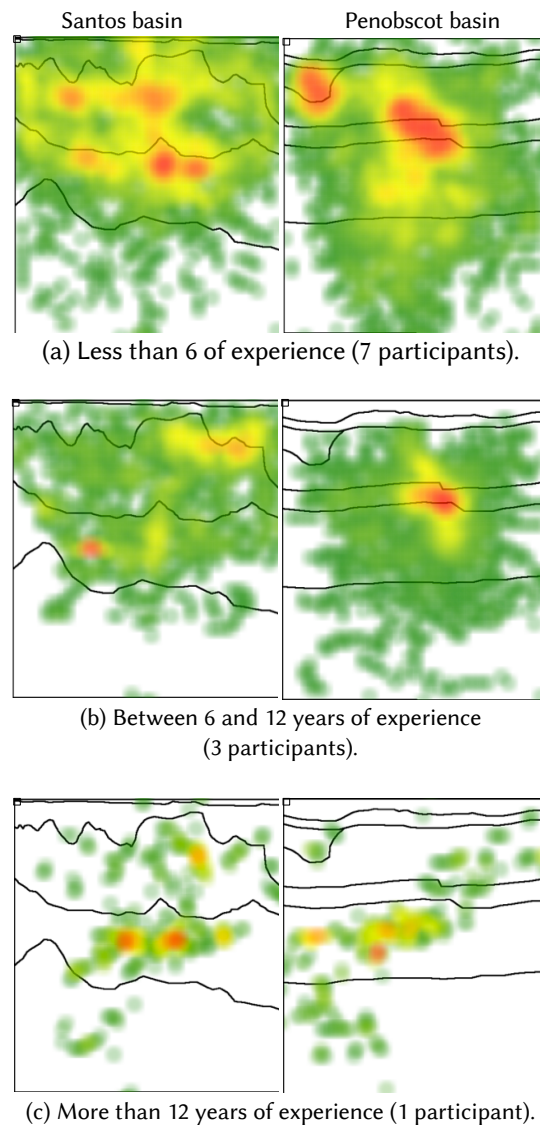 Santos basin
Penobscot basin
(a) Less than 6 of experience (7 participants).
(b) Between 6 and 12 years of experience
(3 participants).
(c) More than 12 years of experience (1 participant).